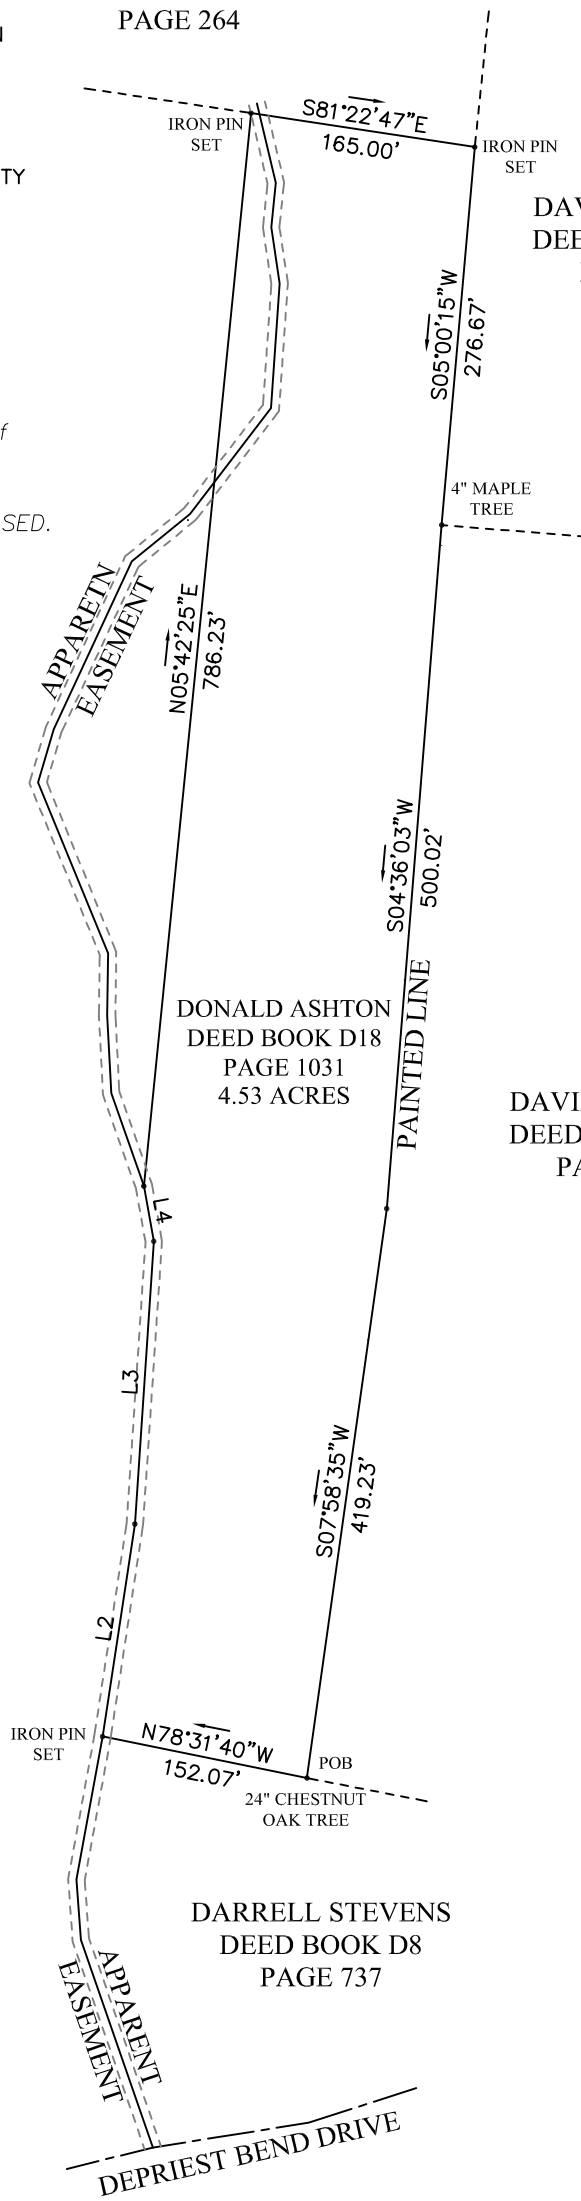 N
PAGE 264
S81°22'47"E
165.00'
IRON PIN
SET
IRON PIN
SET
TY
DAV
DEE
S05°00'15"W
276.67'
f
SED.
4" MAPLE
TREE
APPARETN
EASEMENT
N05°42'25"E
786.23'
S04°36'03"W
500.02'
PAINTED LINE
DONALD ASHTON
DEED BOOK D18
PAGE 1031
4.53 ACRES
DAVI
DEED
PA
L4
L3
S07°58'35"W
419.23'
L2
IRON PIN
SET
N78°31'40"W
152.07'
POB
24" CHESTNUT
OAK TREE
DARRELL STEVENS
DEED BOOK D8
PAGE 737
APPARENT
EASEMENT
DEPRIEST BEND DRIVE